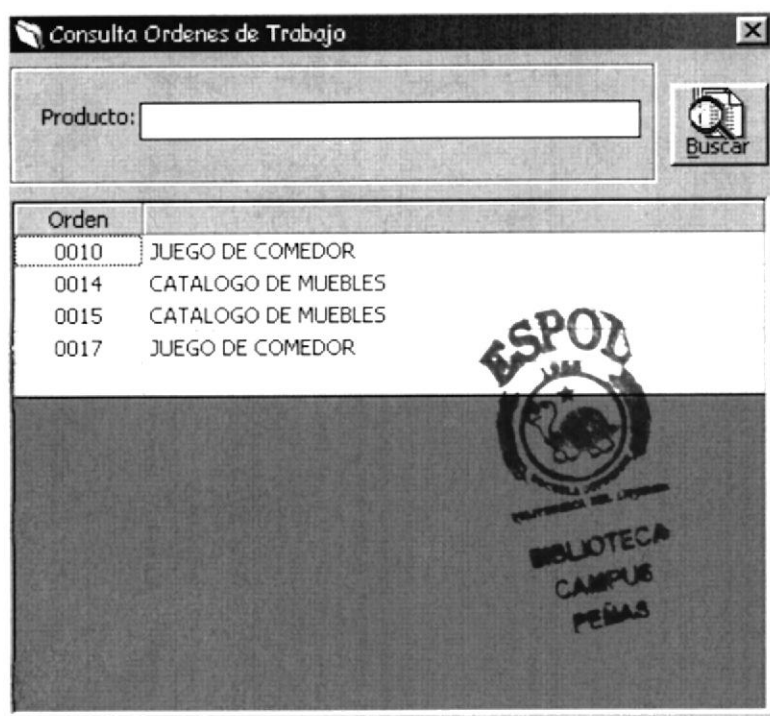 Consulta Ordenes de Trabajo
Producto:
Buscar
Orden
0010 JUEGO DE COMEDOR
0014 CATALOGO DE MUEBLES
0015 CATALOGO DE MUEBLES
0017 JUEGO DE COMEDOR
ESPOL
BIBLIOTECA
CAMPUS
PEÑAS